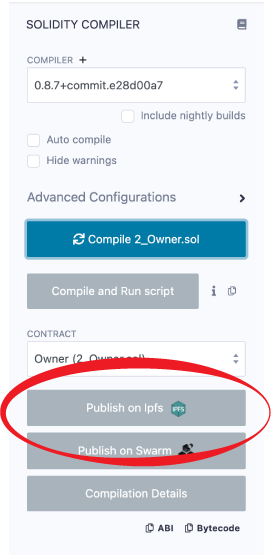 SOLIDITY COMPILER
COMPILER +
0.8.7+commit.e28d00a7
Include nightly builds
Auto compile
Hide warnings
Advanced Configurations
Compile 2_Owner.sol
Compile and Run script
CONTRACT
Owner (2_Owner.sol)
Publish on Ipfs IPFS
Publish on Swarm
Compilation Details
ABI Bytecode